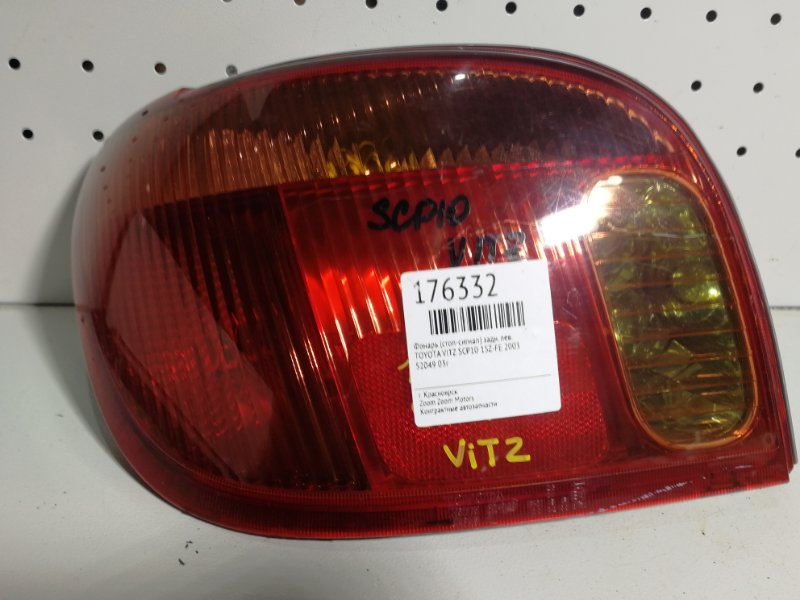 SCP10
VITZ
176332
Фонарь (стоп-сигнал) задн. лев.
TOYOTA VITZ SCP10 1SZ-FE 2003
52049 03г
г. Красноярск
Zoom Zoom Motors
Контрактные автозапчасти
ViTZ